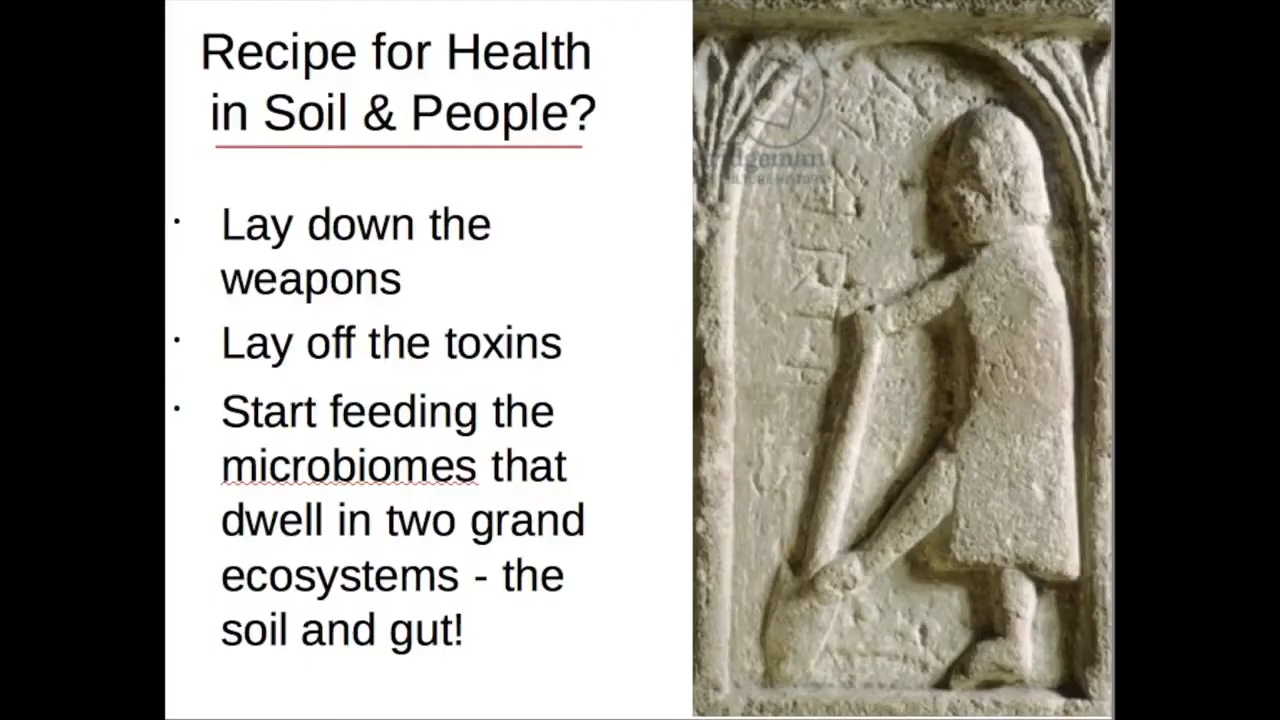 Recipe for Health
in Soil & People?
· Lay down the
weapons
· Lay off the toxins
· Start feeding the
microbiomes that
dwell in two grand
ecosystems - the
soil and gut!